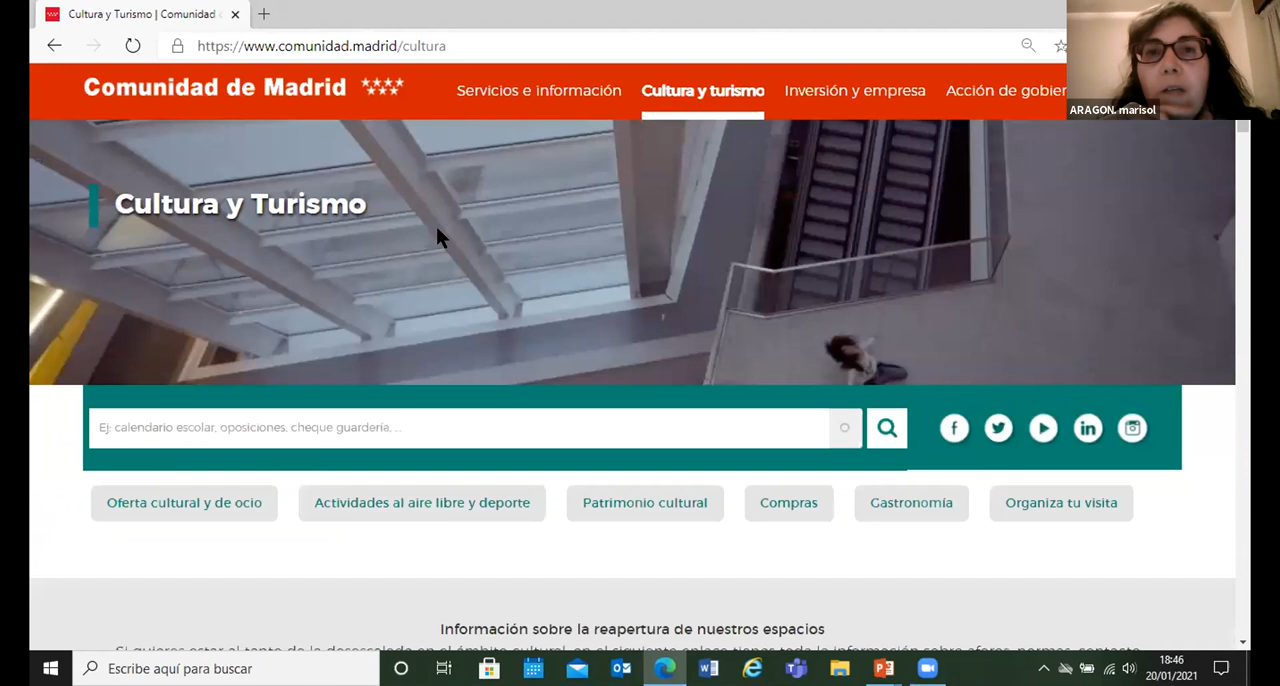 Cultura y Turismo | Comunidad
https://www.comunidad.madrid/cultura
Comunidad de Madrid
Servicios e información
Cultura y turismo
Inversión y empresa
Acción de gobier
ARAGON. marisol
Cultura y Turismo
Ej: calendario escolar, oposiciones, cheque guardería, ...
Oferta cultural y de ocio
Actividades al aire libre y deporte
Patrimonio cultural
Compras
Gastronomía
Organiza tu visita
Información sobre la reapertura de nuestros espacios
Escribe aquí para buscar
18:46
20/01/2021